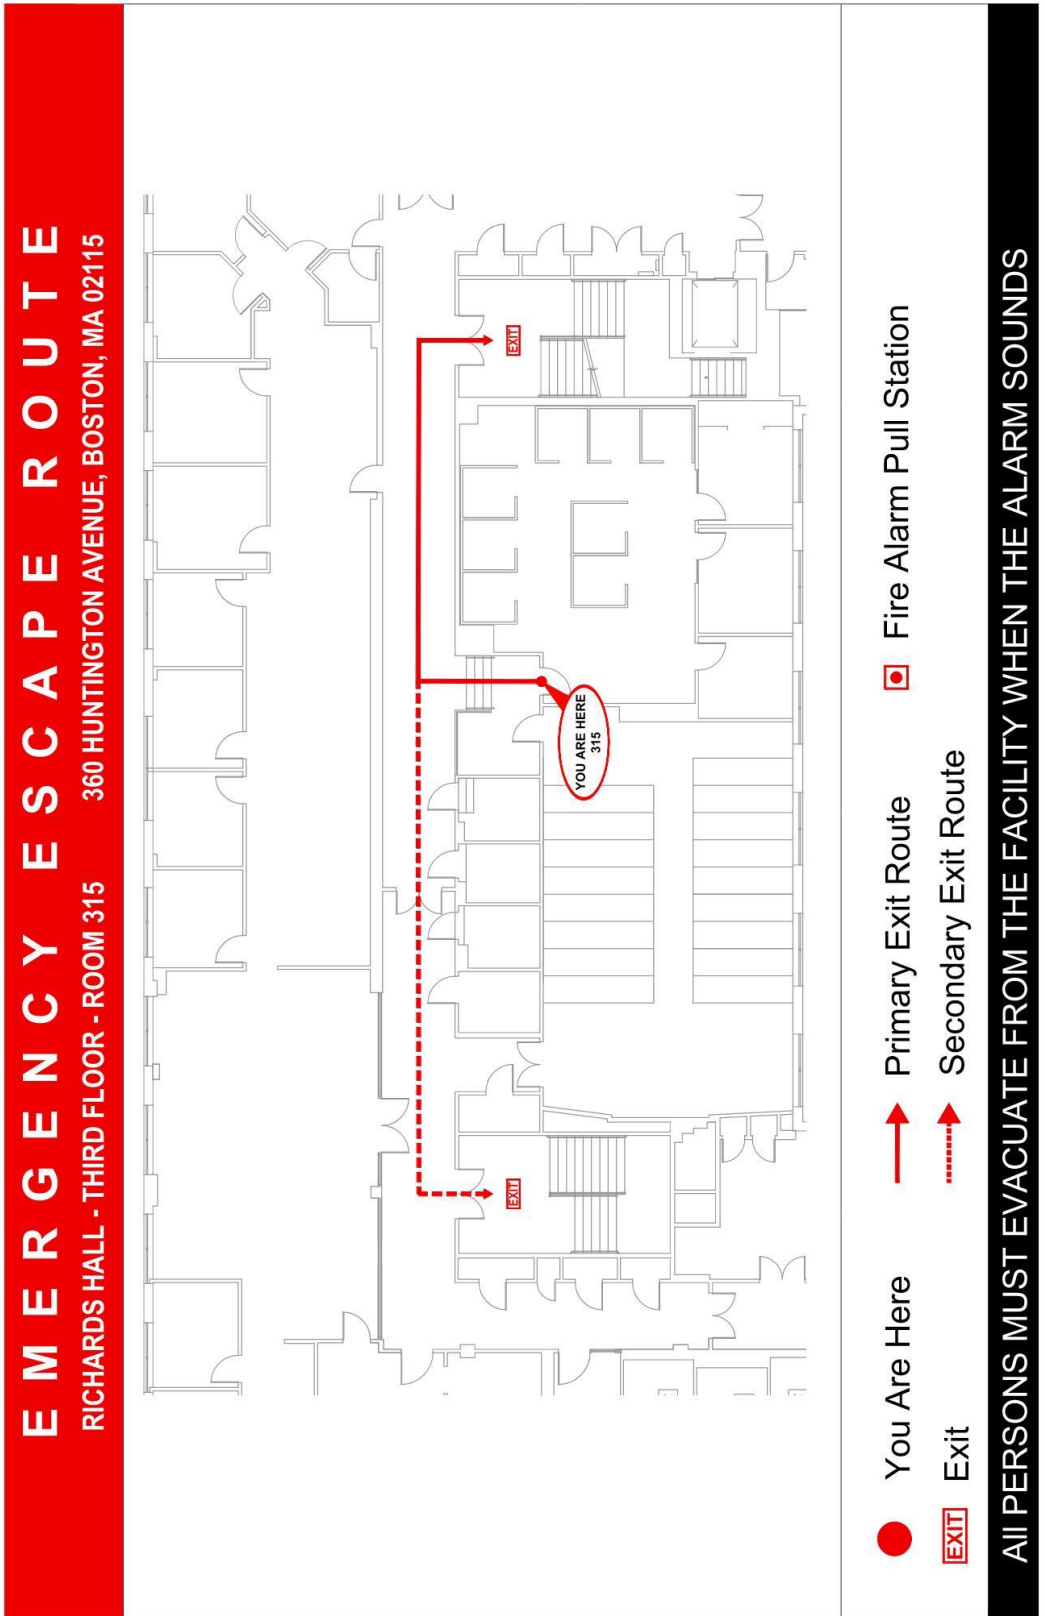 EMERGENCY ESCAPE ROUTE
RICHARDS HALL - THIRD FLOOR - ROOM 315 360 HUNTINGTON AVENUE, BOSTON, MA 02115
EXIT
EXIT
YOU ARE HERE
315
You Are Here
Primary Exit Route
Fire Alarm Pull Station
EXIT Exit
Secondary Exit Route
All PERSONS MUST EVACUATE FROM THE FACILITY WHEN THE ALARM SOUNDS